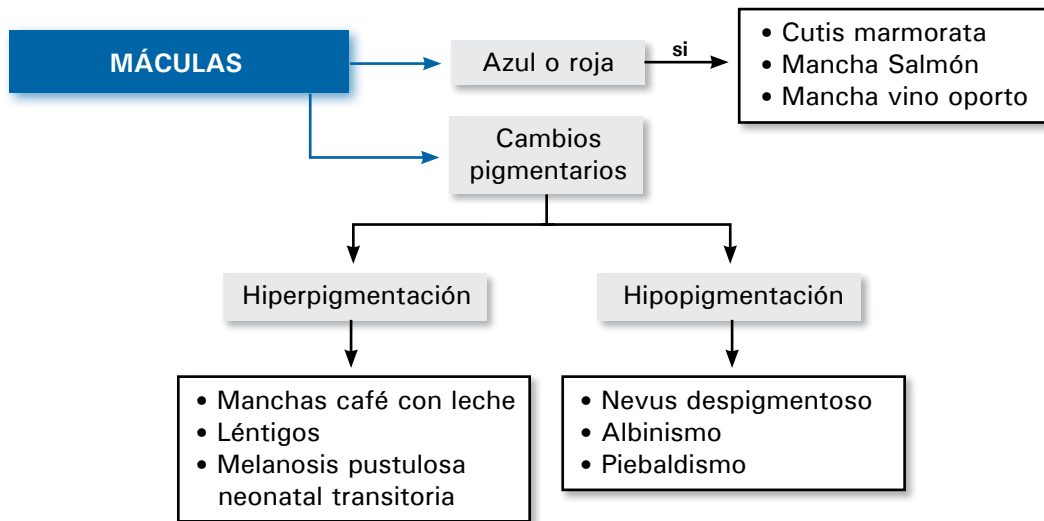 MÁCULAS
Azul o roja
si
• Cutis marmorata
• Mancha Salmón
• Mancha vino oporto
Cambios
pigmentarios
Hiperpigmentación
Hipopigmentación
• Manchas café con leche
• Léntigos
• Melanosis pustulosa
neonatal transitoria
• Nevus despigmentoso
• Albinismo
• Piebaldismo